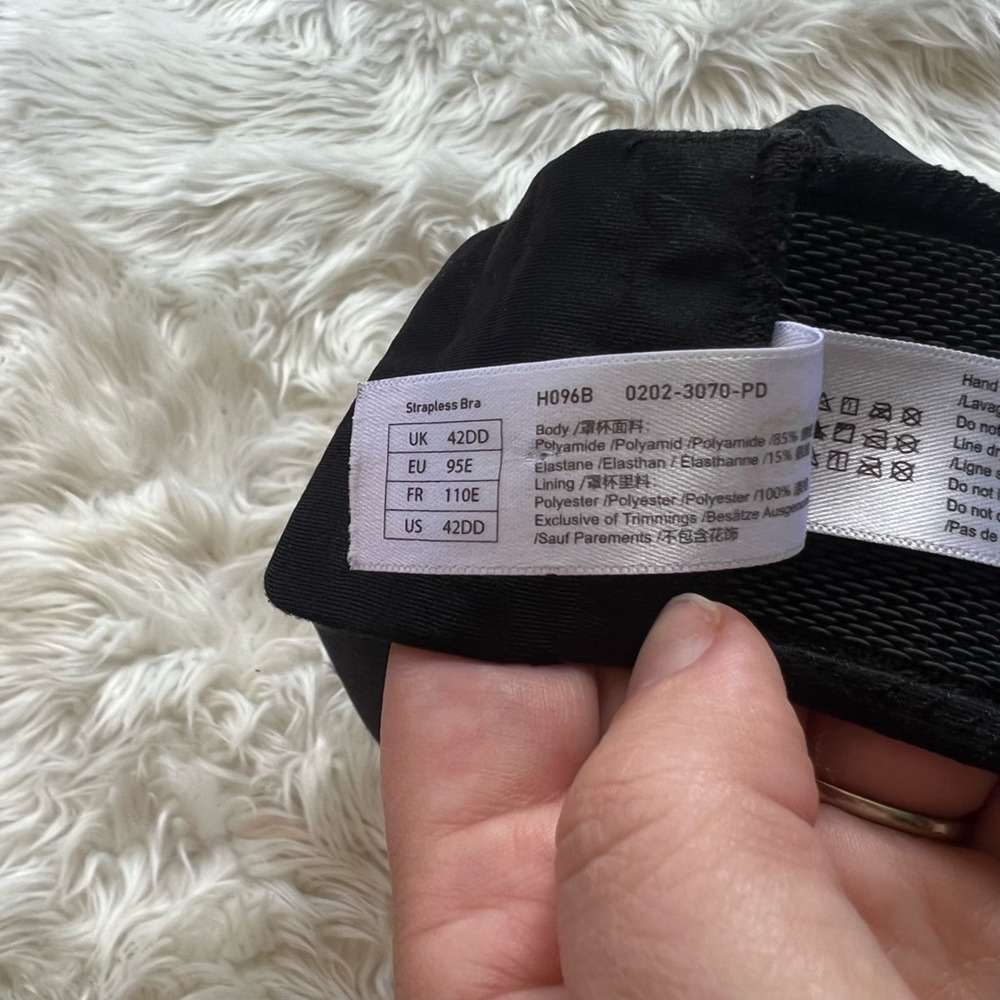 Strapless Bra
UK 42DD
EU 95E
FR 110E
US 42DD
H096B 0202-3070-PD
Body /罩杯面料:
Polyamide /Polyamid /Polyamide /85%
Elastane /Elasthan / Élasthanne /15%
Lining /罩杯里料
Polyester /Polyester /Polyester /100%
Exclusive of Trimmings /Besätze
/Sauf Parements /不包含花饰
Hand
Do not
Line
/Ligne
Do not
Do not
/Pas de